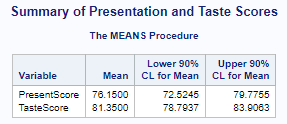 Summary of Presentation and Taste Scores
The MEANS Procedure
Variable Mean Lower 90% CL for Mean Upper 90% CL for Mean
PresentScore 76.1500 72.5245 79.7755
TasteScore 81.3500 78.7937 83.9063